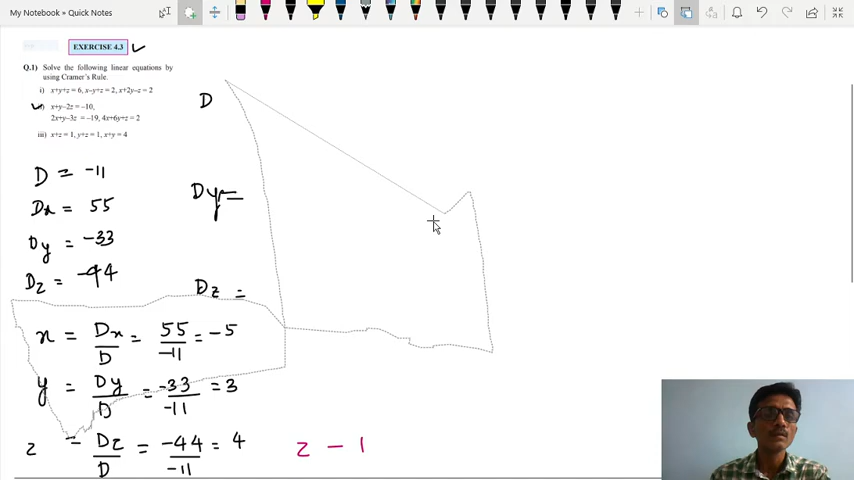 My Notebook » Quick Notes
EXERCISE 4.3
Q.1) Solve the following linear equations by
using Cramer's Rule.
i) x+y+z = 6, x–y+z = 2, x+2y–z = 2
x+y–2z = –10,
2x+y–3z = –19, 4x+6y+z = 2
iii) x+z = 1, y+z = 1, x+y = 4
D
D = -11
Dx = 55
Dy =
Dy = -33
Dz = -44
Dz =
x = Dx/D = 55/-11 = -5
y = Dy/D = -33/-11 = 3
z = Dz/D = -44/-11 = 4
z - 1